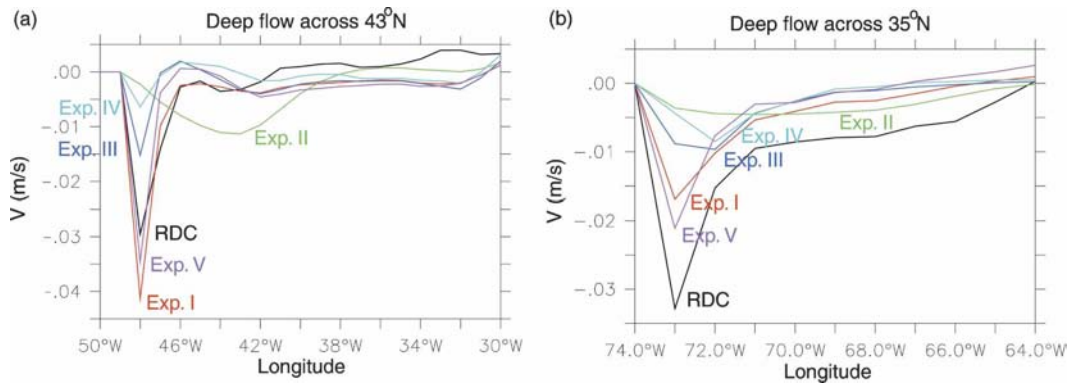 (a)
Deep flow across 43°N
.00
-.01
-.02
-.03
-.04
V (m/s)
Exp. IV
Exp. III
Exp. II
RDC
Exp. V
Exp. I
50°W 46°W 42°W 38°W 34°W 30°W
Longitude
(b)
Deep flow across 35°N
.00
-.01
-.02
-.03
V (m/s)
Exp. II
Exp. IV
Exp. III
Exp. I
Exp. V
RDC
74.0°W 72.0°W 70.0°W 68.0°W 66.0°W 64.0°W
Longitude